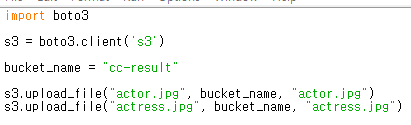 import boto3
s3 = boto3.client('s3')
bucket_name = "cc-result"
s3.upload_file("actor.jpg", bucket_name, "actor.jpg")
s3.upload_file("actress.jpg", bucket_name, "actress.jpg")